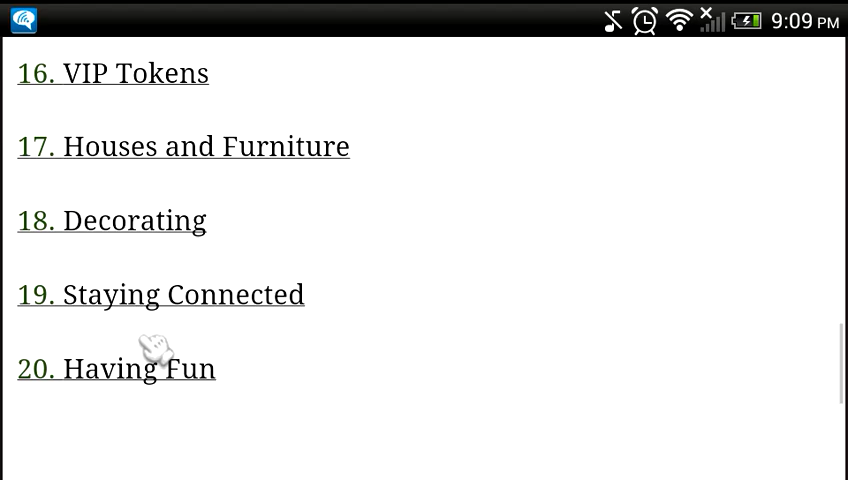 9:09 PM
16. VIP Tokens
17. Houses and Furniture
18. Decorating
19. Staying Connected
20. Having Fun